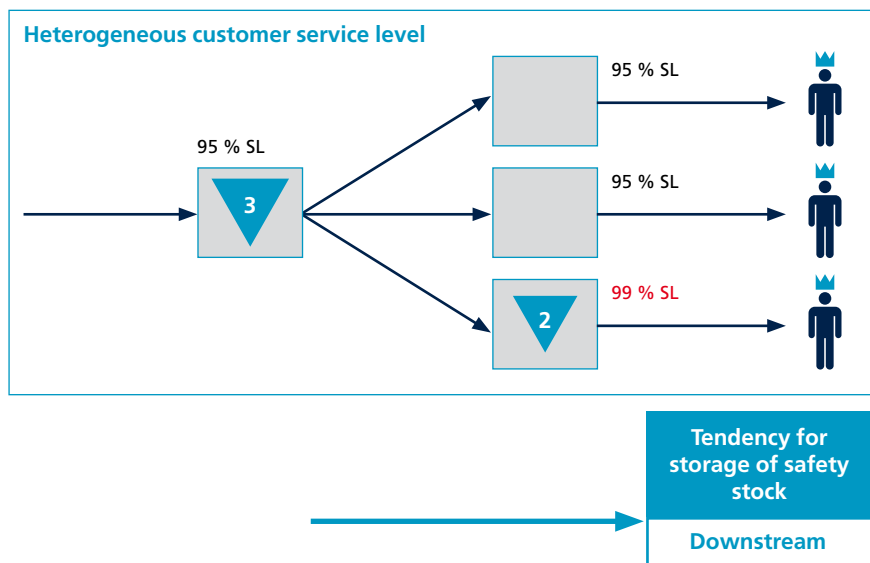 Heterogeneous customer service level
95 % SL
95 % SL
3
95 % SL
99 % SL
2
Tendency for
storage of safety
stock
Downstream